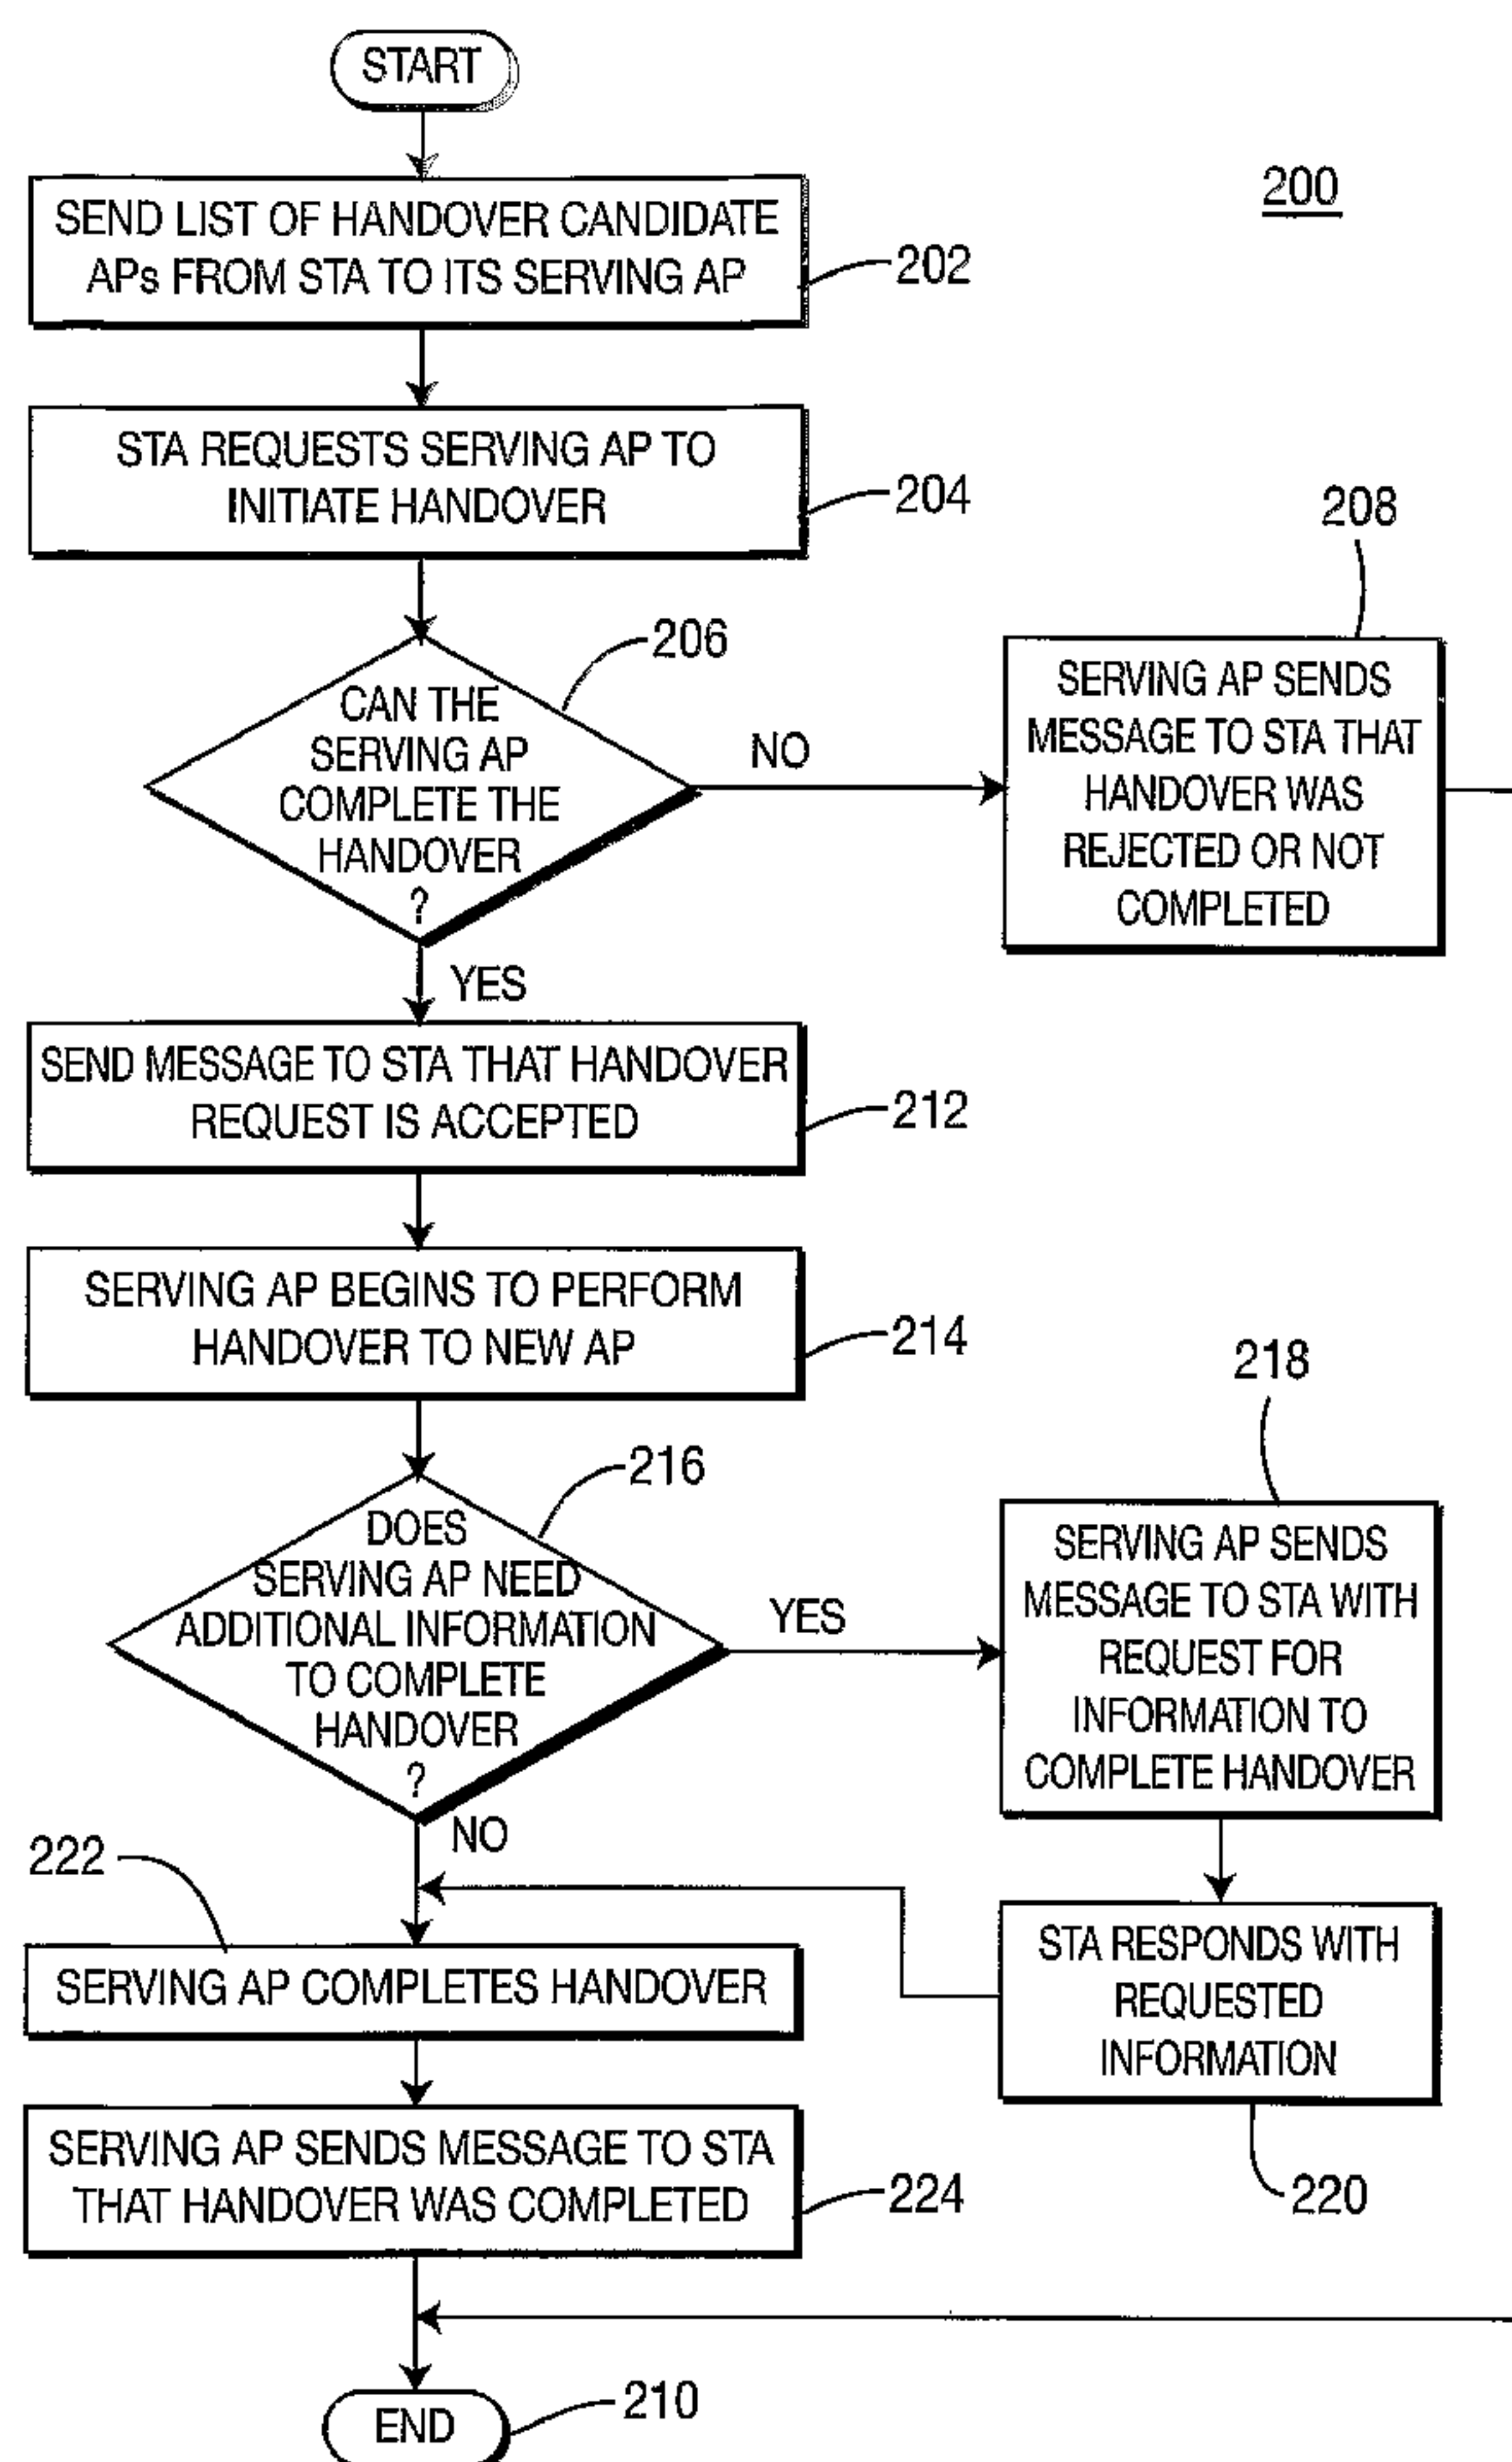 START
200
SEND LIST OF HANDOVER CANDIDATE
APs FROM STA TO ITS SERVING AP
202
STA REQUESTS SERVING AP TO
INITIATE HANDOVER
204
208
206
CAN THE
SERVING AP
COMPLETE THE
HANDOVER
?
NO
SERVING AP SENDS
MESSAGE TO STA THAT
HANDOVER WAS
REJECTED OR NOT
COMPLETED
YES
SEND MESSAGE TO STA THAT HANDOVER
REQUEST IS ACCEPTED
212
SERVING AP BEGINS TO PERFORM
HANDOVER TO NEW AP
214
218
216
DOES
SERVING AP NEED
ADDITIONAL INFORMATION
TO COMPLETE
HANDOVER
?
YES
SERVING AP SENDS
MESSAGE TO STA WITH
REQUEST FOR
INFORMATION TO
COMPLETE HANDOVER
NO
222
SERVING AP COMPLETES HANDOVER
STA RESPONDS WITH
REQUESTED
INFORMATION
220
SERVING AP SENDS MESSAGE TO STA
THAT HANDOVER WAS COMPLETED
224
END
210